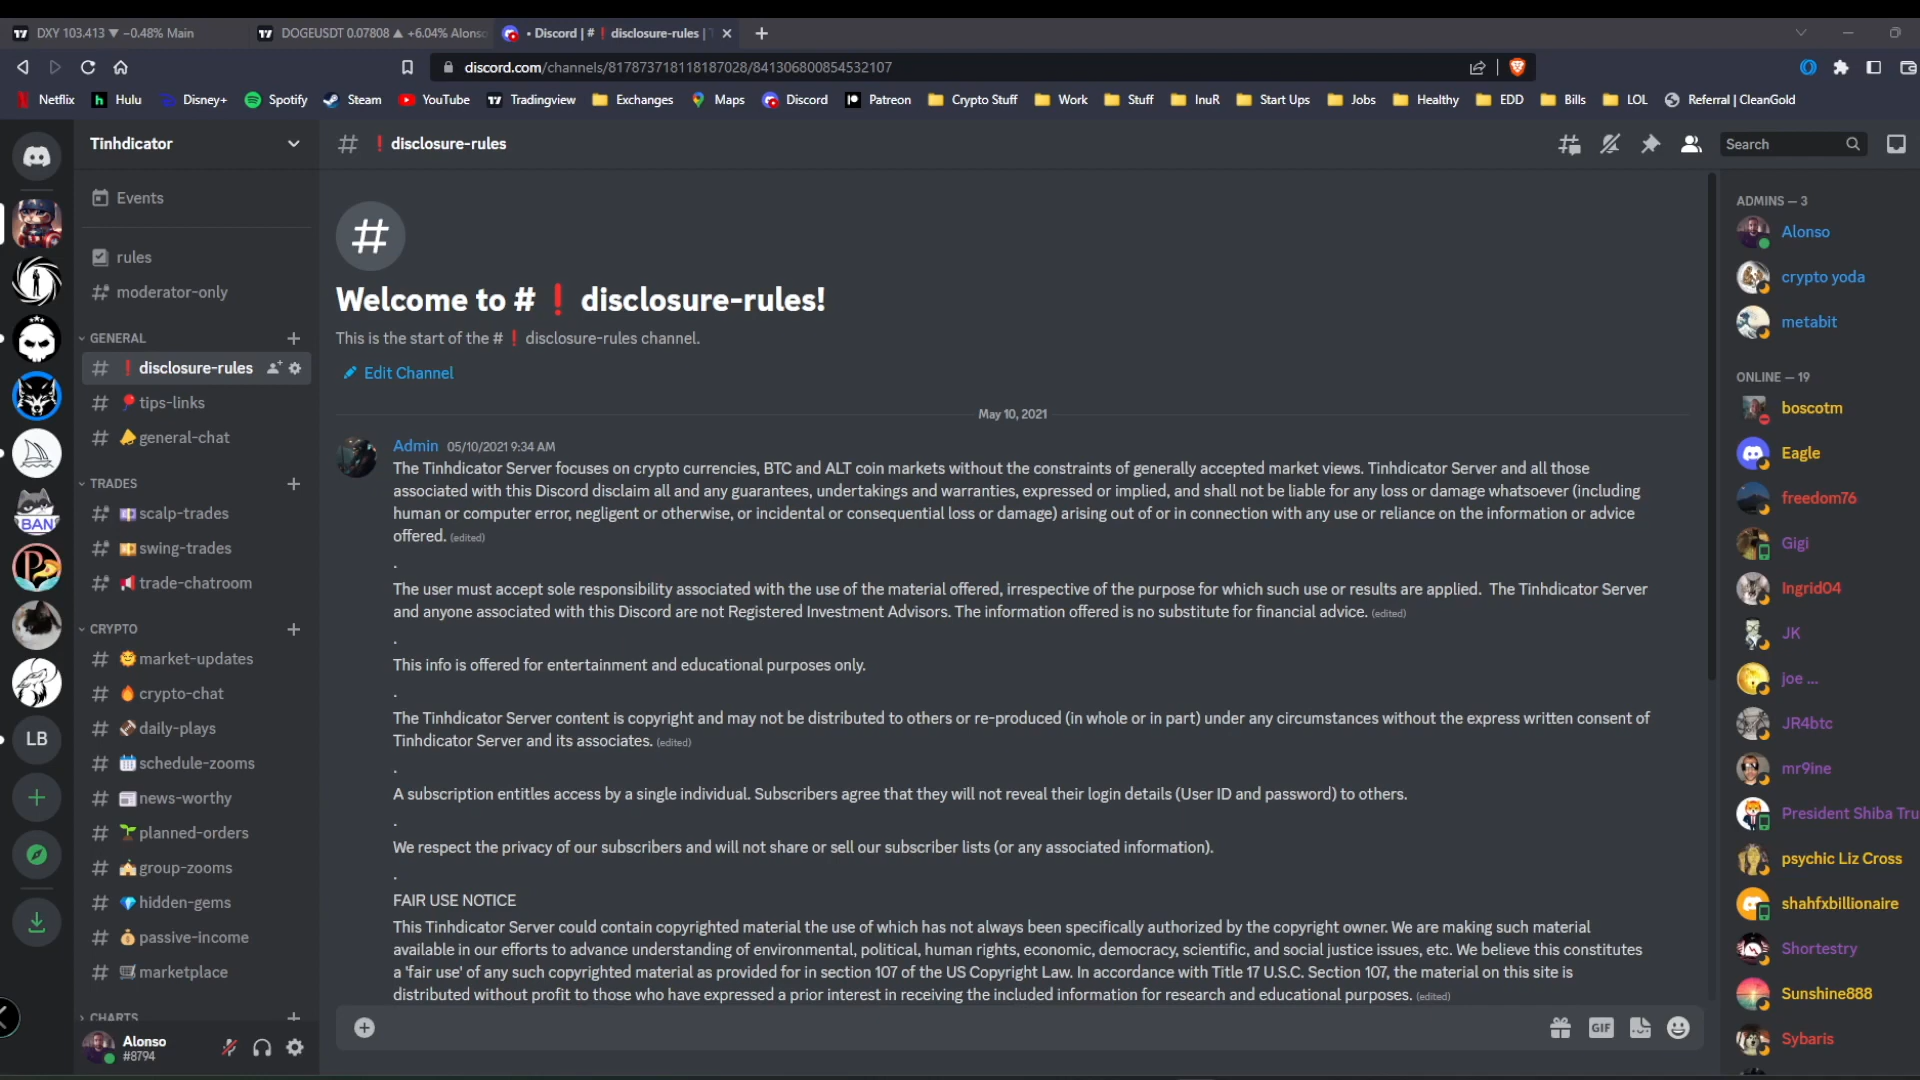 DXY 103.413 ▼ −0.48% Main
DOGEUSDT 0.07808 ▲ +6.04% Alonso
• Discord | # ❗ disclosure-rules |
discord.com/channels/817873718118187028/841306800854532107
Netflix
Hulu
Disney+
Spotify
Steam
YouTube
Tradingview
Exchanges
Maps
Discord
Patreon
Crypto Stuff
Work
Stuff
InuR
Start Ups
Jobs
Healthy
EDD
Bills
LOL
Referral | CleanGold
Tinhdicator
Events
rules
moderator-only
GENERAL
❗disclosure-rules
📍tips-links
📣general-chat
TRADES
💷scalp-trades
💴swing-trades
📢trade-chatroom
CRYPTO
🌞market-updates
🔥crypto-chat
🏈daily-plays
📅schedule-zooms
📰news-worthy
🌱planned-orders
🏫group-zooms
💎hidden-gems
💰passive-income
🛒marketplace
CHARTS
BAN
LB
Alonso
#8794
# ❗ disclosure-rules
Search
#
Welcome to # ❗ disclosure-rules!
This is the start of the # ❗ disclosure-rules channel.
Edit Channel
May 10, 2021
Admin 05/10/2021 9:34 AM
The Tinhdicator Server focuses on crypto currencies, BTC and ALT coin markets without the constraints of generally accepted market views. Tinhdicator Server and all those
associated with this Discord disclaim all and any guarantees, undertakings and warranties, expressed or implied, and shall not be liable for any loss or damage whatsoever (including
human or computer error, negligent or otherwise, or incidental or consequential loss or damage) arising out of or in connection with any use or reliance on the information or advice
offered. (edited)
.
The user must accept sole responsibility associated with the use of the material offered, irrespective of the purpose for which such use or results are applied. The Tinhdicator Server
and anyone associated with this Discord are not Registered Investment Advisors. The information offered is no substitute for financial advice. (edited)
.
This info is offered for entertainment and educational purposes only.
.
The Tinhdicator Server content is copyright and may not be distributed to others or re-produced (in whole or in part) under any circumstances without the express written consent of
Tinhdicator Server and its associates. (edited)
.
A subscription entitles access by a single individual. Subscribers agree that they will not reveal their login details (User ID and password) to others.
.
We respect the privacy of our subscribers and will not share or sell our subscriber lists (or any associated information).
.
FAIR USE NOTICE
This Tinhdicator Server could contain copyrighted material the use of which has not always been specifically authorized by the copyright owner. We are making such material
available in our efforts to advance understanding of environmental, political, human rights, economic, democracy, scientific, and social justice issues, etc. We believe this constitutes
a 'fair use' of any such copyrighted material as provided for in section 107 of the US Copyright Law. In accordance with Title 17 U.S.C. Section 107, the material on this site is
distributed without profit to those who have expressed a prior interest in receiving the included information for research and educational purposes. (edited)
GIF
ADMINS — 3
Alonso
crypto yoda
metabit
ONLINE — 19
boscotm
Eagle
freedom76
Gigi
Ingrid04
JK
joe ...
JR4btc
mr9ine
President Shiba Tru
psychic Liz Cross
shahfxbillionaire
Shortestry
Sunshine888
Sybaris